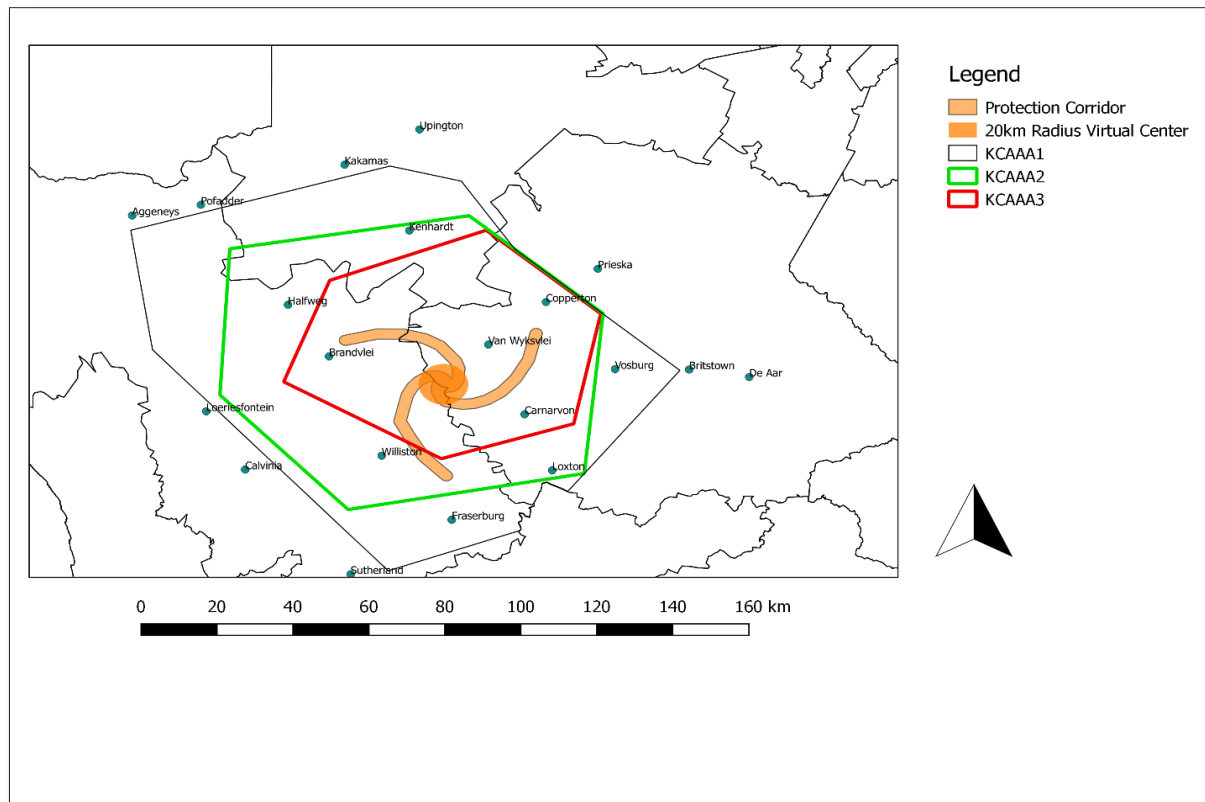 Legend
Protection Corridor
20km Radius Virtual Center
KCAAA1
KCAAA2
KCAAA3
Upington
Kakamas
Pofadder
Aggeneys
Kenhardt
Prieska
Halfweg
Copperton
Van Wyksvlei
Brandvlei
Vosburg
Britstown
De Aar
Loeriesfontein
Carnarvon
Williston
Calvinia
Loxton
Fraserburg
Sutherland
0 20 40 60 80 100 120 140 160 km